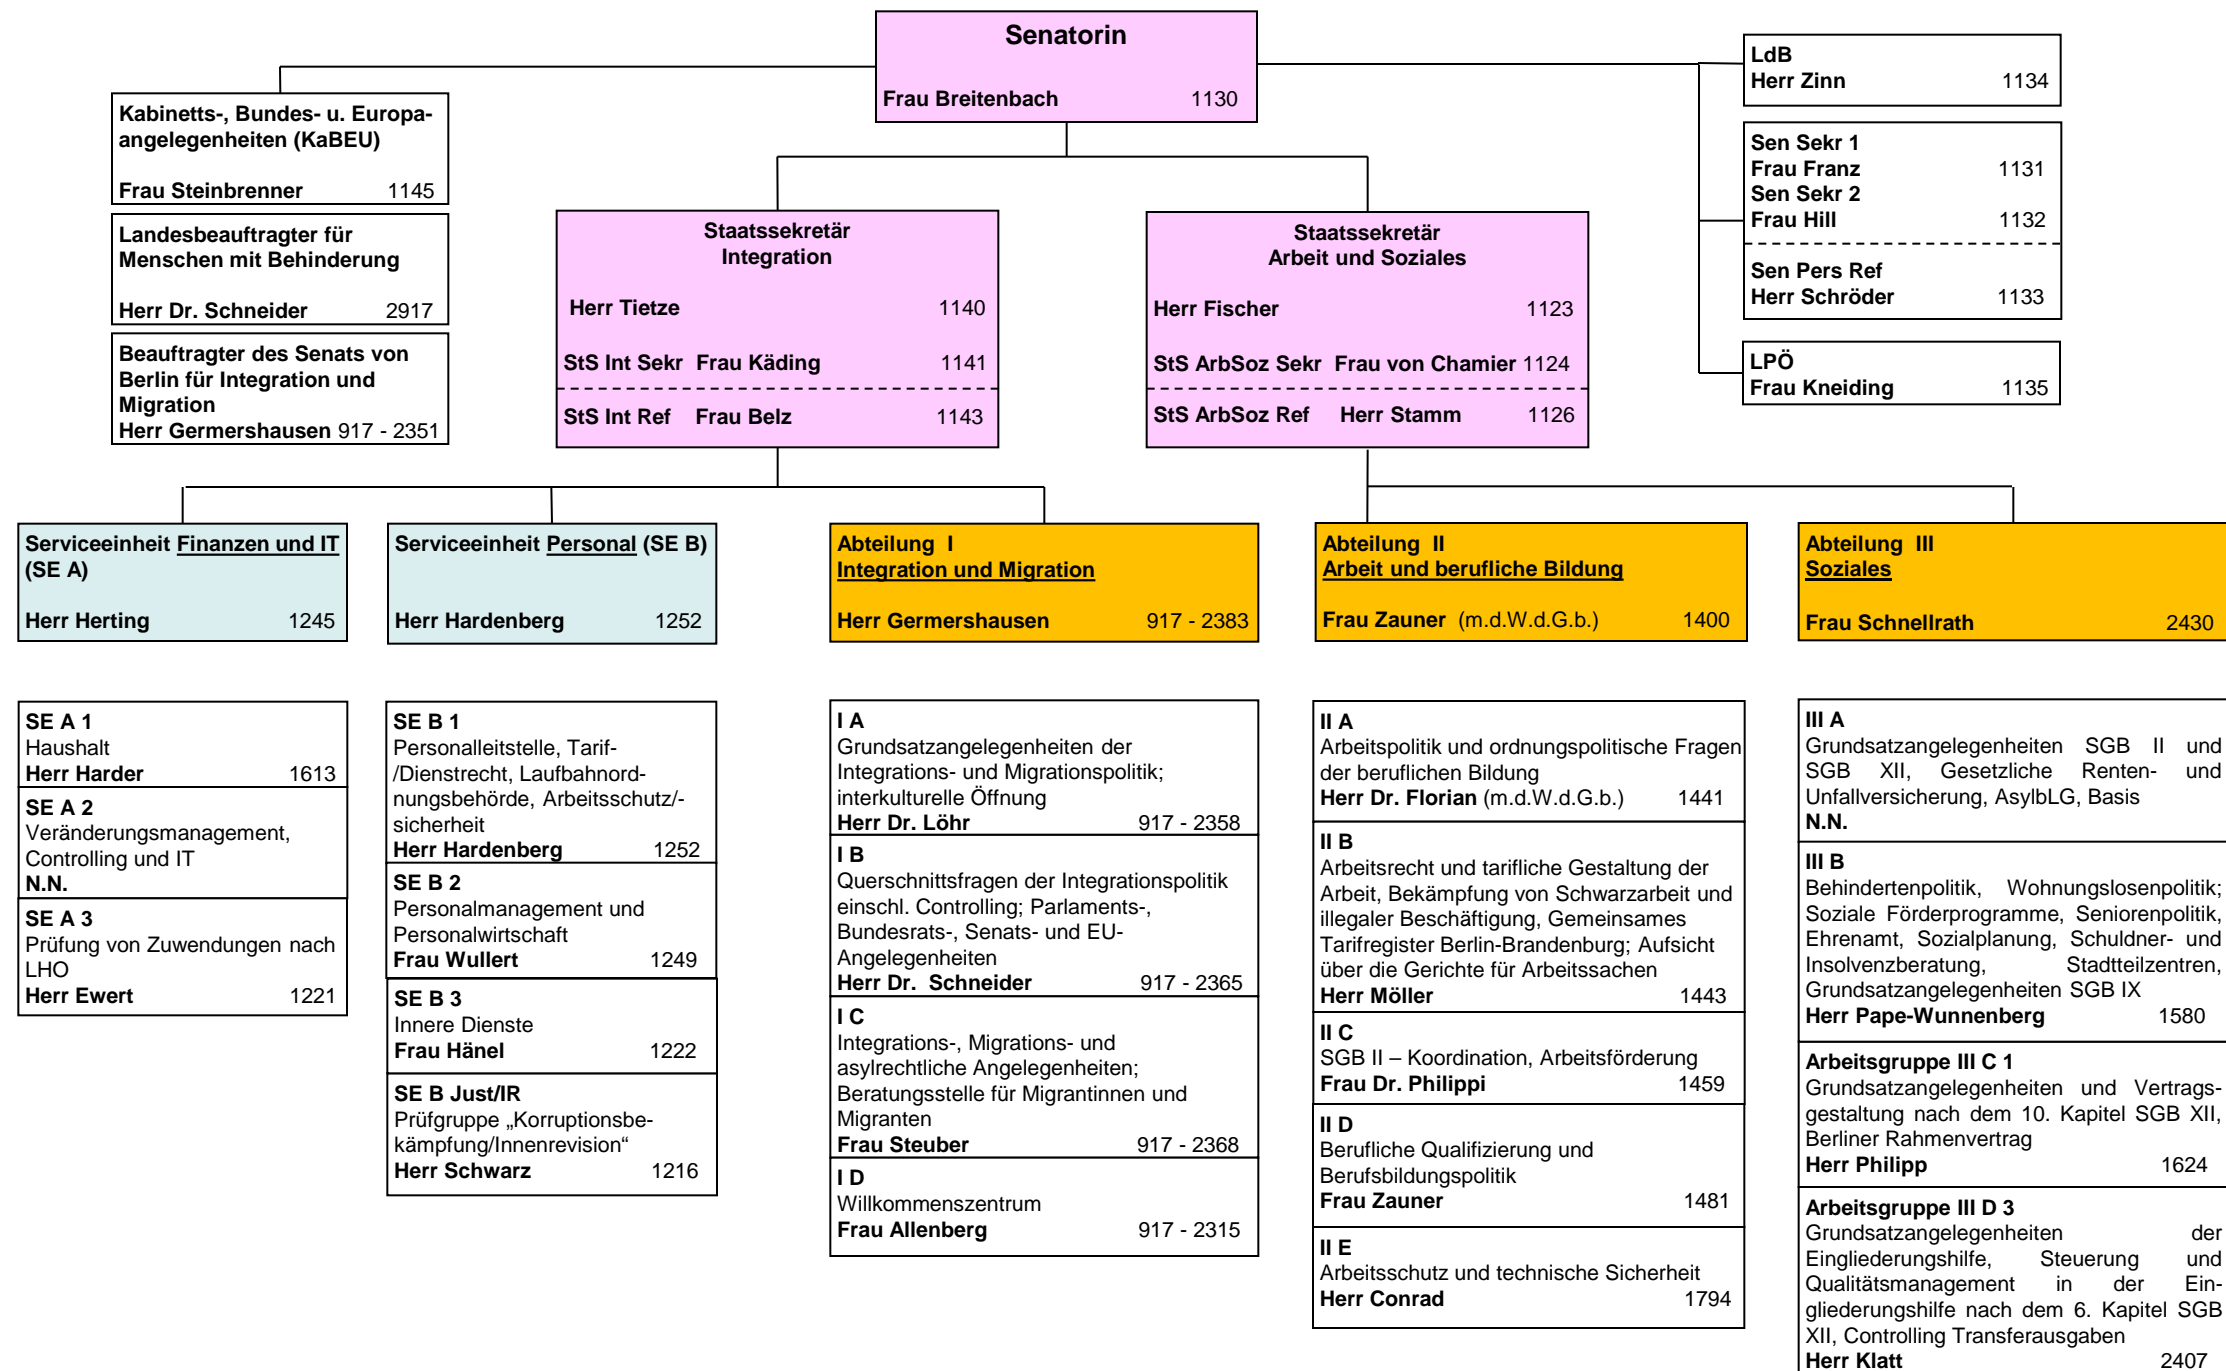 Senatorin
Frau Breitenbach 1130
Kabinetts-, Bundes- u. Europa-
angelegenheiten (KaBEU)
Frau Steinbrenner 1145
Landesbeauftragter für
Menschen mit Behinderung
Herr Dr. Schneider 2917
Beauftragter des Senats von
Berlin für Integration und
Migration
Herr Germershausen 917 - 2351
LdB
Herr Zinn 1134
Sen Sekr 1
Frau Franz 1131
Sen Sekr 2
Frau Hill 1132
Sen Pers Ref
Herr Schröder 1133
LPÖ
Frau Kneiding 1135
Staatssekretär
Integration
Herr Tietze 1140
StS Int Sekr Frau Käding 1141
StS Int Ref Frau Belz 1143
Staatssekretär
Arbeit und Soziales
Herr Fischer 1123
StS ArbSoz Sekr Frau von Chamier 1124
StS ArbSoz Ref Herr Stamm 1126
Serviceeinheit Finanzen und IT
(SE A)
Herr Herting 1245
Serviceeinheit Personal (SE B)
Herr Hardenberg 1252
Abteilung I
Integration und Migration
Herr Germershausen 917 - 2383
Abteilung II
Arbeit und berufliche Bildung
Frau Zauner (m.d.W.d.G.b.) 1400
Abteilung III
Soziales
Frau Schnellrath 2430
SE A 1
Haushalt
Herr Harder 1613
SE A 2
Veränderungsmanagement,
Controlling und IT
N.N.
SE A 3
Prüfung von Zuwendungen nach
LHO
Herr Ewert 1221
SE B 1
Personalleitstelle, Tarif-
/Dienstrecht, Laufbahnord-
nungsbehörde, Arbeitsschutz/-
sicherheit
Herr Hardenberg 1252
SE B 2
Personalmanagement und
Personalwirtschaft
Frau Wullert 1249
SE B 3
Innere Dienste
Frau Hänel 1222
SE B Just/IR
Prüfgruppe „Korruptionsbe-
kämpfung/Innenrevision“
Herr Schwarz 1216
I A
Grundsatzangelegenheiten der
Integrations- und Migrationspolitik;
interkulturelle Öffnung
Herr Dr. Löhr 917 - 2358
I B
Querschnittsfragen der Integrationspolitik
einschl. Controlling; Parlaments-,
Bundesrats-, Senats- und EU-
Angelegenheiten
Herr Dr. Schneider 917 - 2365
I C
Integrations-, Migrations- und
asylrechtliche Angelegenheiten;
Beratungsstelle für Migrantinnen und
Migranten
Frau Steuber 917 - 2368
I D
Willkommenszentrum
Frau Allenberg 917 - 2315
II A
Arbeitspolitik und ordnungspolitische Fragen
der beruflichen Bildung
Herr Dr. Florian (m.d.W.d.G.b.) 1441
II B
Arbeitsrecht und tarifliche Gestaltung der
Arbeit, Bekämpfung von Schwarzarbeit und
illegaler Beschäftigung, Gemeinsames
Tarifregister Berlin-Brandenburg; Aufsicht
über die Gerichte für Arbeitssachen
Herr Möller 1443
II C
SGB II – Koordination, Arbeitsförderung
Frau Dr. Philippi 1459
II D
Berufliche Qualifizierung und
Berufsbildungspolitik
Frau Zauner 1481
II E
Arbeitsschutz und technische Sicherheit
Herr Conrad 1794
III A
Grundsatzangelegenheiten SGB II und
SGB XII, Gesetzliche Renten- und
Unfallversicherung, AsylbLG, Basis
N.N.
III B
Behindertenpolitik, Wohnungslosenpolitik;
Soziale Förderprogramme, Seniorenpolitik,
Ehrenamt, Sozialplanung, Schuldner- und
Insolvenzberatung, Stadtteilzentren,
Grundsatzangelegenheiten SGB IX
Herr Pape-Wunnenberg 1580
Arbeitsgruppe III C 1
Grundsatzangelegenheiten und Vertrags-
gestaltung nach dem 10. Kapitel SGB XII,
Berliner Rahmenvertrag
Herr Philipp 1624
Arbeitsgruppe III D 3
Grundsatzangelegenheiten der
Eingliederungshilfe, Steuerung und
Qualitätsmanagement in der Ein-
gliederungshilfe nach dem 6. Kapitel SGB
XII, Controlling Transferausgaben
Herr Klatt 2407